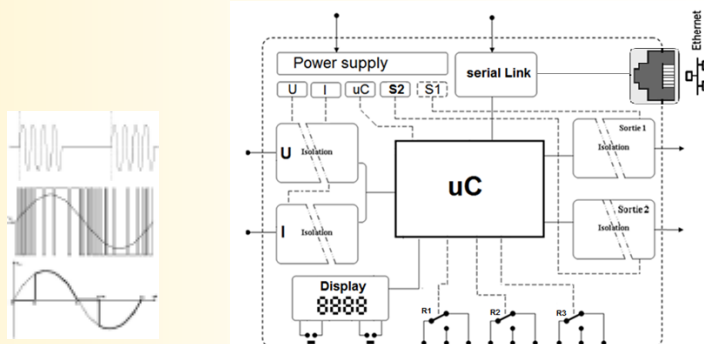 Ethernet
Power supply
serial Link
U I uC S2 S1
U
Isolation
uC
Sortie 1
Isolation
I
Isolation
Sortie 2
Isolation
Display
8888
R1 R2 R3